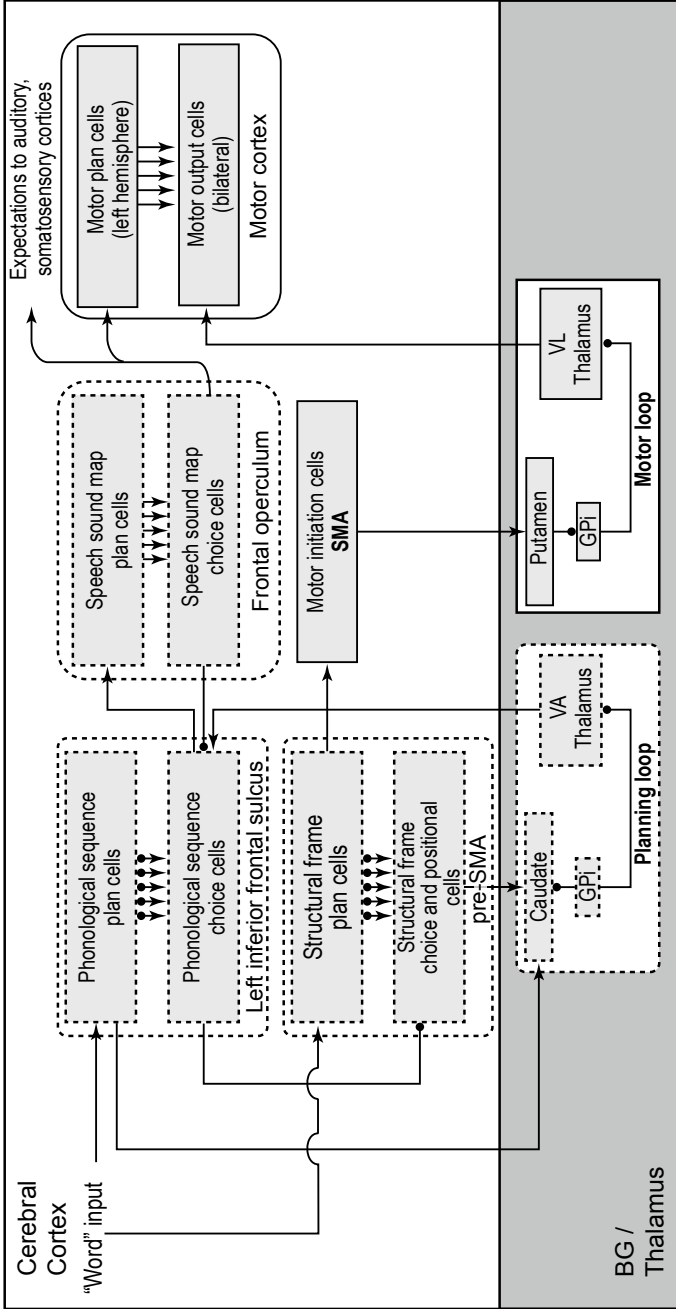 Cerebral
Cortex
“Word” input
Phonological sequence
plan cells
Phonological sequence
choice cells
Left inferior frontal sulcus
Speech sound map
plan cells
Speech sound map
choice cells
Frontal operculum
Expectations to auditory,
somatosensory cortices
Motor plan cells
(left hemisphere)
Motor output cells
(bilateral)
Motor cortex
Structural frame
plan cells
Structural frame
choice and positional
cells
pre-SMA
Motor initiation cells
SMA
BG /
Thalamus
Caudate
GPi
VA
Thalamus
Planning loop
Putamen
GPi
VL
Thalamus
Motor loop